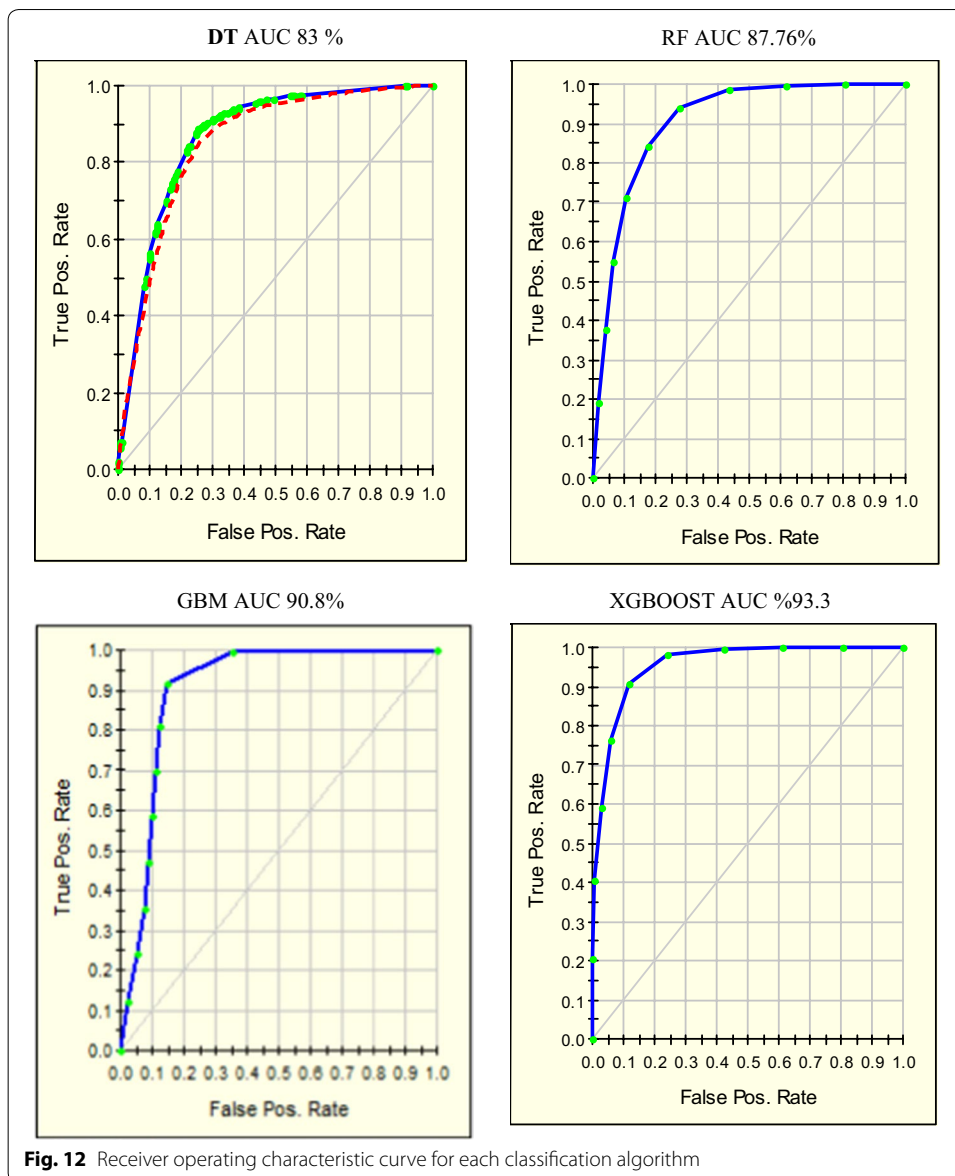 DT AUC 83 %
1.0
0.8
0.6
0.4
0.2
0.0
True Pos. Rate
0.0 0.1 0.2 0.3 0.4 0.5 0.6 0.7 0.8 0.9 1.0
False Pos. Rate
RF AUC 87.76%
1.0
0.9
0.8
0.7
0.6
0.5
0.4
0.3
0.2
0.1
0.0
True Pos. Rate
0.0 0.1 0.2 0.3 0.4 0.5 0.6 0.7 0.8 0.9 1.0
False Pos. Rate
GBM AUC 90.8%
1.0
0.9
0.8
0.7
0.6
0.5
0.4
0.3
0.2
0.1
0.0
True Pos. Rate
0.0 0.1 0.2 0.3 0.4 0.5 0.6 0.7 0.8 0.9 1.0
False Pos. Rate
XGBOOST AUC %93.3
1.0
0.9
0.8
0.7
0.6
0.5
0.4
0.3
0.2
0.1
0.0
True Pos. Rate
0.0 0.1 0.2 0.3 0.4 0.5 0.6 0.7 0.8 0.9 1.0
False Pos. Rate
Fig. 12 Receiver operating characteristic curve for each classification algorithm